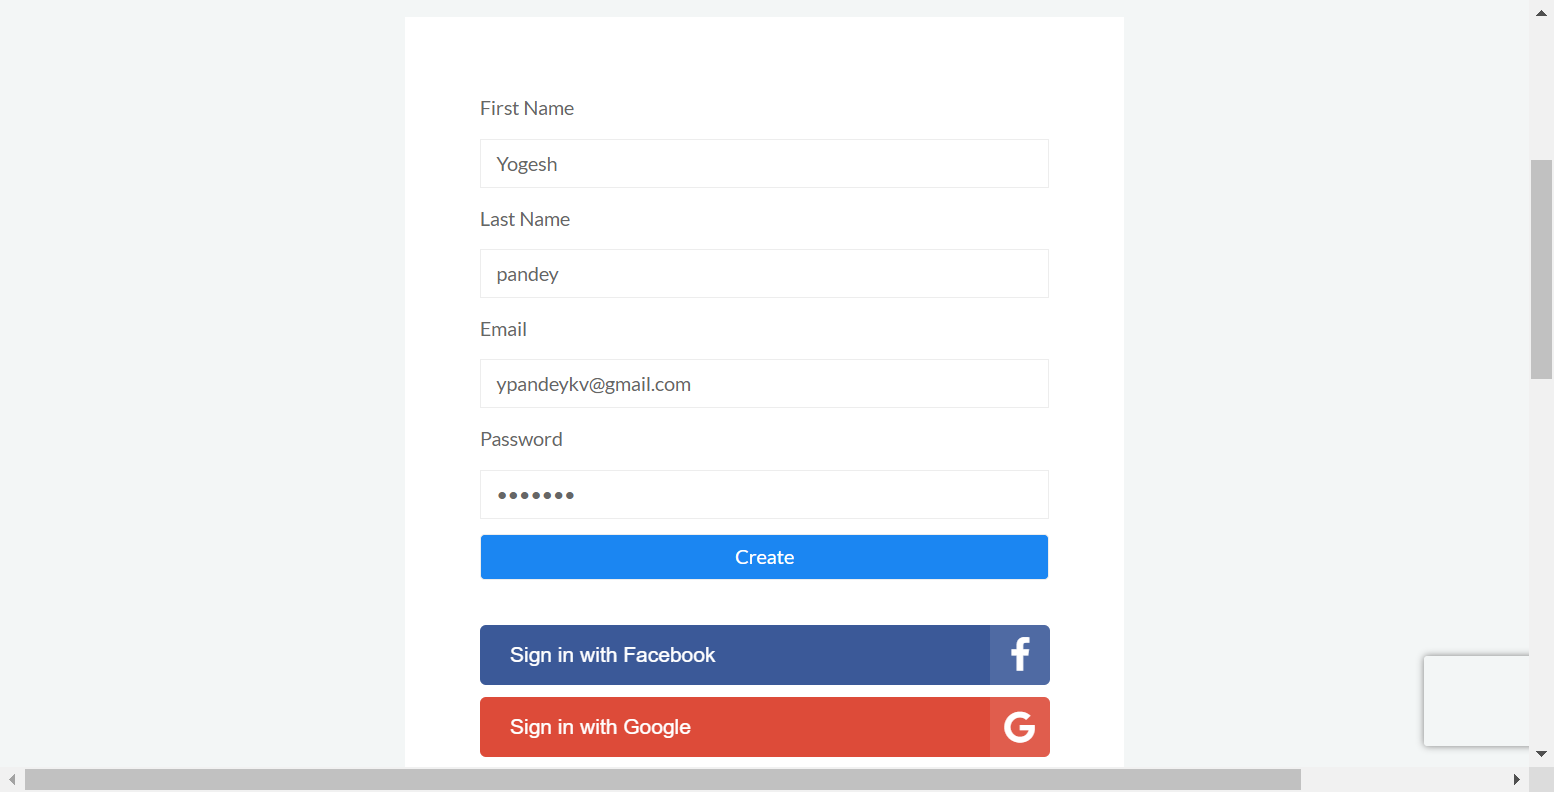 First Name
Yogesh
Last Name
pandey
Email
ypandeykv@gmail.com
Password
•••••••
Create
Sign in with Facebook
Sign in with Google